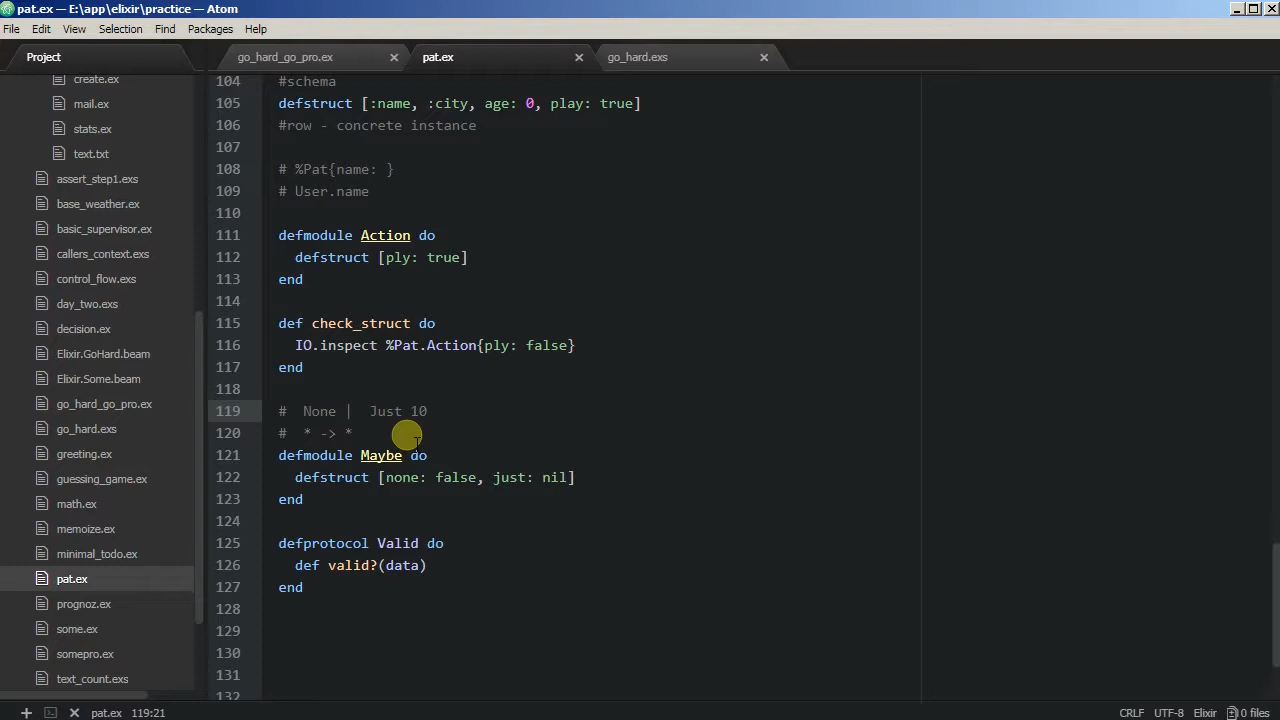 pat.ex — E:\app\elixir\practice — Atom
File Edit View Selection Find Packages Help
Project
go_hard_go_pro.ex
pat.ex
go_hard.exs
create.ex
mail.ex
stats.ex
text.txt
assert_step1.exs
base_weather.ex
basic_supervisor.ex
callers_context.exs
control_flow.exs
day_two.exs
decision.ex
Elixir.GoHard.beam
Elixir.Some.beam
go_hard_go_pro.ex
go_hard.exs
greeting.ex
guessing_game.ex
math.ex
memoize.ex
minimal_todo.ex
pat.ex
prognoz.ex
some.ex
somepro.ex
text_count.exs
104 #schema
105 defstruct [:name, :city, age: 0, play: true]
106 #row - concrete instance
107
108 # %Pat{name: }
109 # User.name
110
111 defmodule Action do
112 defstruct [ply: true]
113 end
114
115 def check_struct do
116 IO.inspect %Pat.Action{ply: false}
117 end
118
119 # None | Just 10
120 # * -> *
121 defmodule Maybe do
122 defstruct [none: false, just: nil]
123 end
124
125 defprotocol Valid do
126 def valid?(data)
127 end
128
129
130
131
132
pat.ex 119:21
CRLF UTF-8 Elixir 0 files